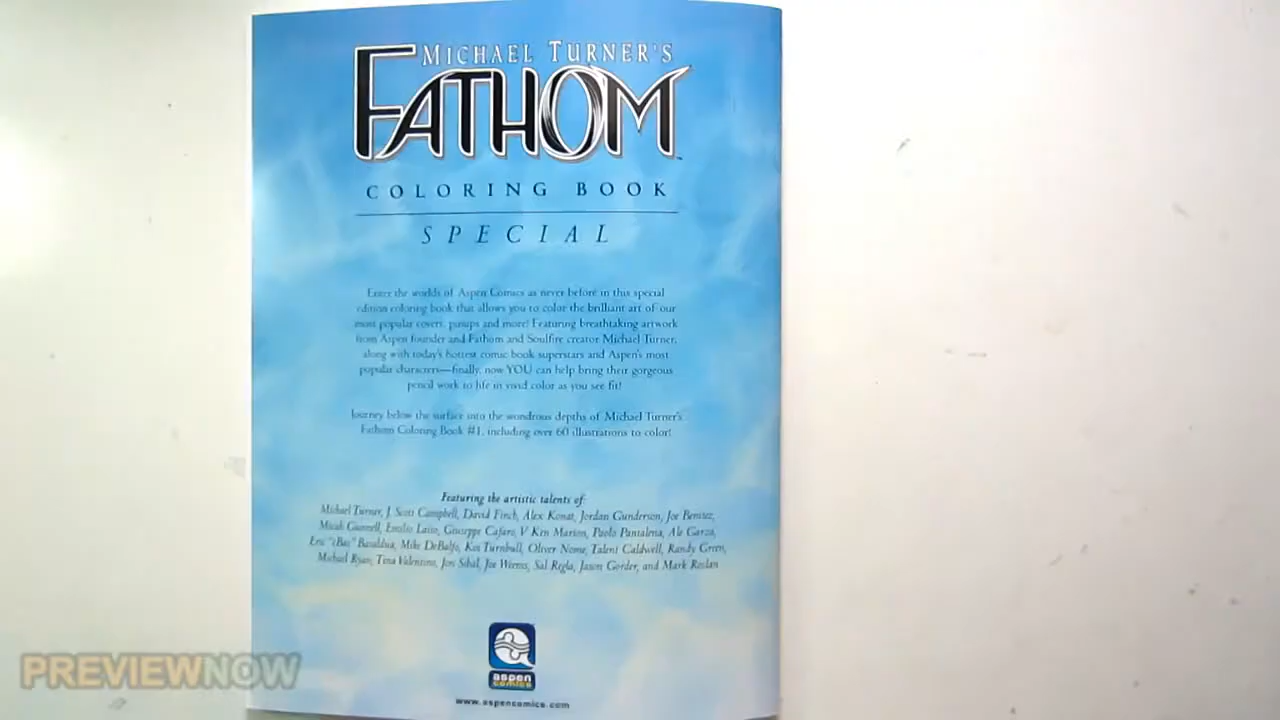 MICHAEL TURNER'S
FATHOM
COLORING BOOK
SPECIAL
Enter the worlds of Aspen Comics as never before in this special
edition coloring book that allows you to color the brilliant art of our
most popular covers, pinups and more! Featuring breathtaking artwork
from Aspen founder and Fathom and Soulfire creator Michael Turner,
along with today's hottest comic book superstars and Aspen's most
popular characters—finally, now YOU can help bring their gorgeous
pencil work to life in vivid color as you see fit!
Journey below the surface into the wondrous depths of Michael Turner's
Fathom Coloring Book #1, including over 60 illustrations to color!
Featuring the artistic talents of:
Michael Turner, J. Scott Campbell, David Finch, Alex Konat, Jordan Gunderson, Joe Benitez,
Micah Gunnell, Emilio Laiso, Giuseppe Cafaro, V Ken Marion, Paolo Pantalena, Ale Garza,
Eric "eBas" Basaldua, Mike DeBalfo, Koi Turnbull, Oliver Nome, Talent Caldwell, Randy Green,
Michael Ryan, Tina Valentino, Jon Sibal, Joe Weems, Sal Regla, Jason Gorder, and Mark Roslan
aspen
comics
www.aspencomics.com
PREVIEWNOW